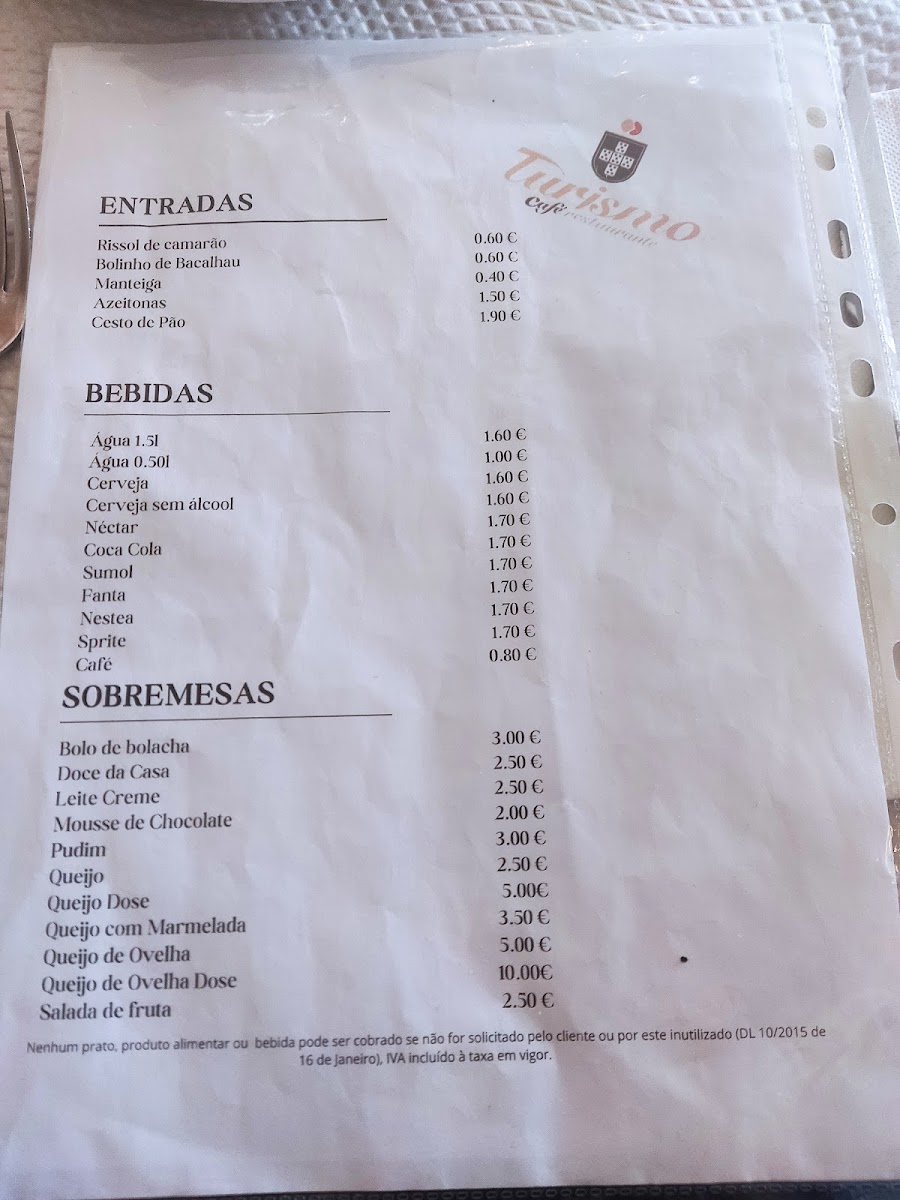 Turismo
café restaurante
ENTRADAS
Rissol de camarão 0.60 €
Bolinho de Bacalhau 0.60 €
Manteiga 0.40 €
Azeitonas 1.50 €
Cesto de Pão 1.90 €
BEBIDAS
Água 1.5l 1.60 €
Água 0.50l 1.00 €
Cerveja 1.60 €
Cerveja sem álcool 1.60 €
Néctar 1.70 €
Coca Cola 1.70 €
Sumol 1.70 €
Fanta 1.70 €
Nestea 1.70 €
Sprite 1.70 €
Café 0.80 €
SOBREMESAS
Bolo de bolacha 3.00 €
Doce da Casa 2.50 €
Leite Creme 2.50 €
Mousse de Chocolate 2.00 €
Pudim 3.00 €
Queijo 2.50 €
Queijo Dose 5.00€
Queijo com Marmelada 3.50 €
Queijo de Ovelha 5.00 €
Queijo de Ovelha Dose 10.00€
Salada de fruta 2.50 €
Nenhum prato, produto alimentar ou bebida pode ser cobrado se não for solicitado pelo cliente ou por este inutilizado (DL 10/2015 de
16 de Janeiro), IVA incluído à taxa em vigor.